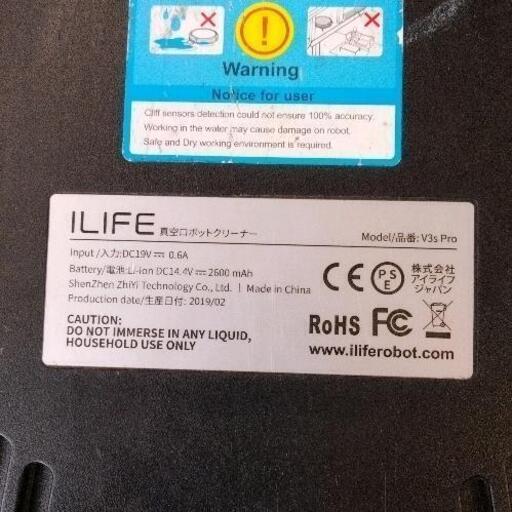 Warning
Notice for user
Cliff sensors detection could not ensure 100% accuracy.
Working in the water may cause damage on robot.
Safe and Dry working environment is required.
ILIFE 真空ロボットクリーナー
Model/品番: V3s Pro
Input /入力:DC19V⎓ 0.6A
Battery/電池:Li-ion DC14.4V⎓ 2600 mAh
ShenZhen ZhiYi Technology Co., Ltd. | Made in China
Production date/生産日付: 2019/02
CAUTION:
DO NOT IMMERSE IN ANY LIQUID,
HOUSEHOLD USE ONLY
CE
PSE
株式会社
アイライフ
ジャパン
RoHS FC
www.iliferobot.com